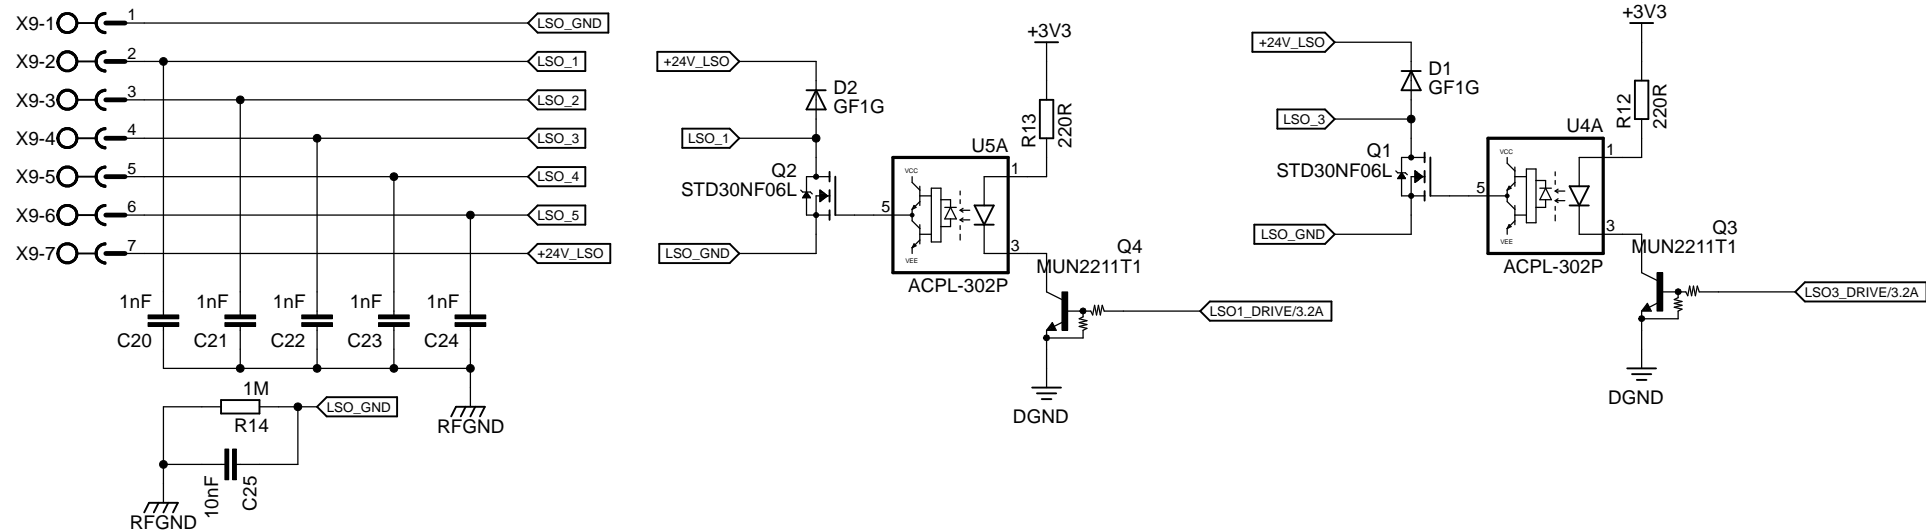 X9-1 1 LSO_GND
X9-2 2 LSO_1
X9-3 3 LSO_2
X9-4 4 LSO_3
X9-5 5 LSO_4
X9-6 6 LSO_5
X9-7 7 +24V_LSO
1nF 1nF 1nF 1nF 1nF
C20 C21 C22 C23 C24
1M
R14
LSO_GND
RFGND
10nF
C25
RFGND
+24V_LSO
D2
GF1G
LSO_1
Q2
STD30NF06L
LSO_GND
+3V3
R13
220R
U5A
VCC
VEE
5
1
3
ACPL-302P
Q4
MUN2211T1
LSO1_DRIVE/3.2A
DGND
+24V_LSO
D1
GF1G
LSO_3
Q1
STD30NF06L
LSO_GND
+3V3
R12
220R
U4A
VCC
VEE
5
1
3
ACPL-302P
Q3
MUN2211T1
LSO3_DRIVE/3.2A
DGND